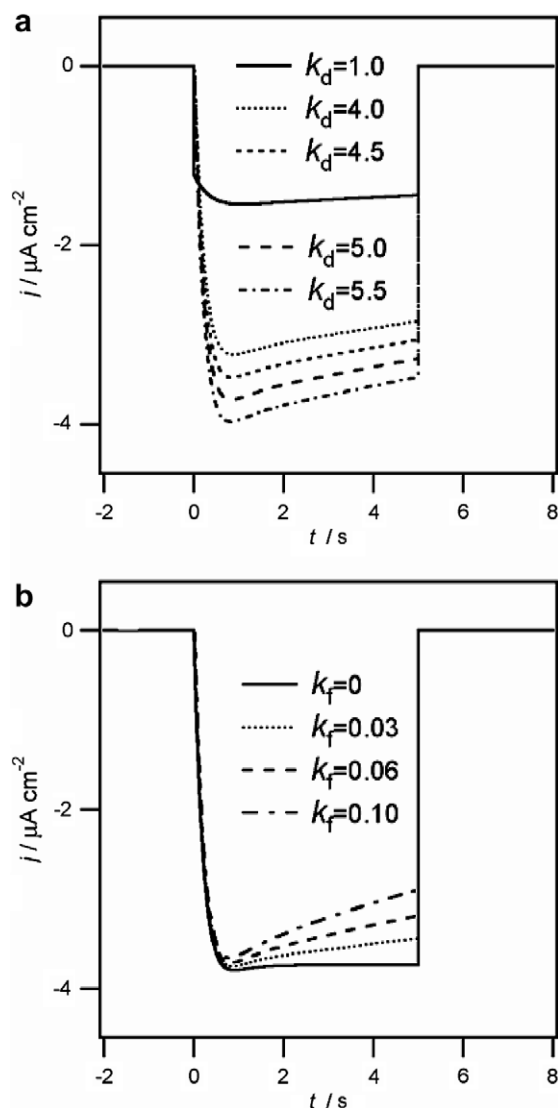 a
k_d=1.0
k_d=4.0
k_d=4.5
k_d=5.0
k_d=5.5
0
-2
-4
j / μA cm⁻²
-2 0 2 4 6 8
t / s
b
k_f=0
k_f=0.03
k_f=0.06
k_f=0.10
0
-2
-4
j / μA cm⁻²
-2 0 2 4 6 8
t / s